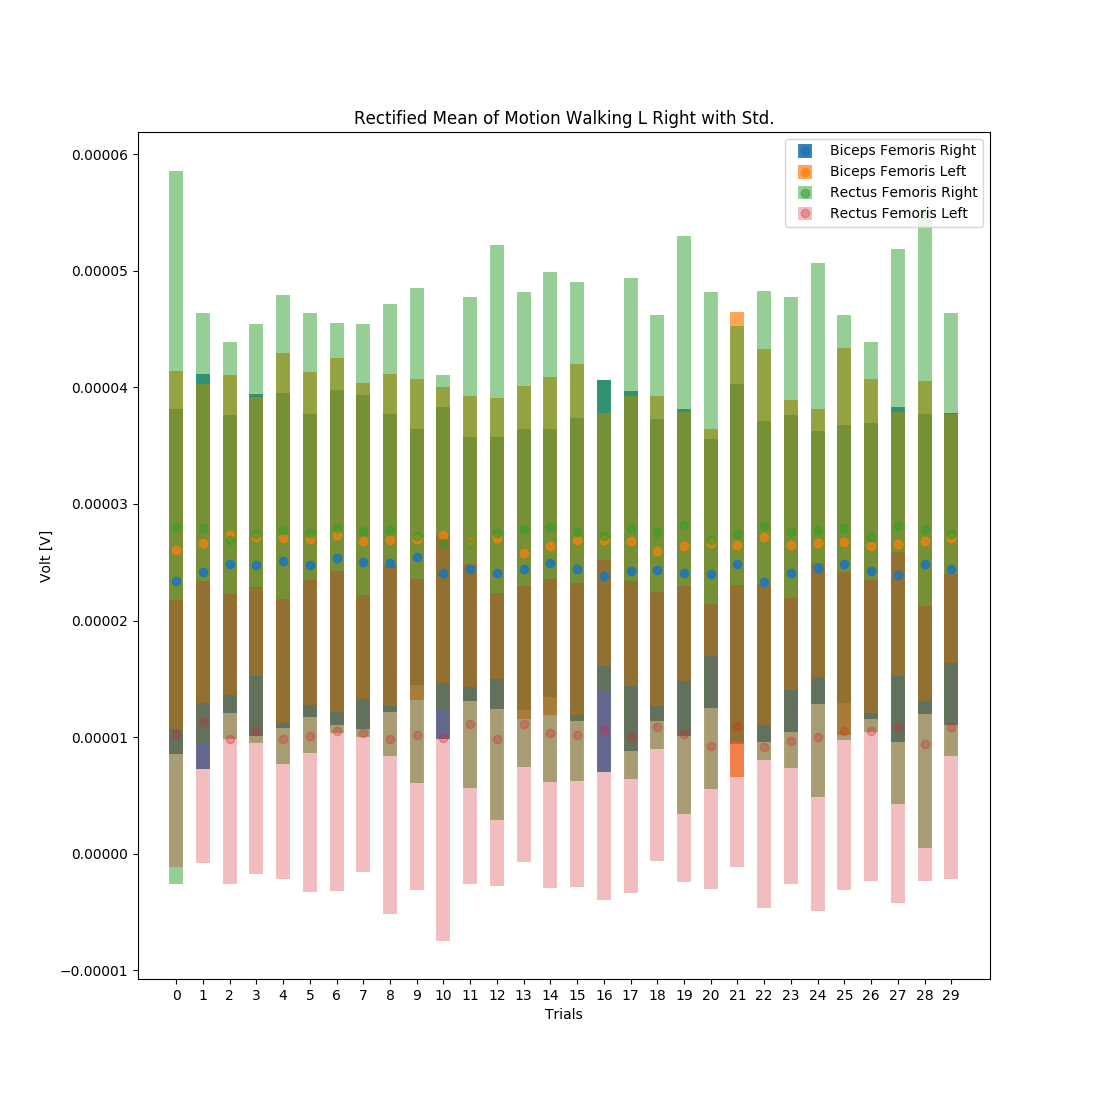 Rectified Mean of Motion Walking L Right with Std.
Biceps Femoris Right
Biceps Femoris Left
Rectus Femoris Right
Rectus Femoris Left
0.00006
0.00005
0.00004
0.00003
0.00002
0.00001
0.00000
−0.00001
Volt [V]
0 1 2 3 4 5 6 7 8 9 10 11 12 13 14 15 16 17 18 19 20 21 22 23 24 25 26 27 28 29
Trials